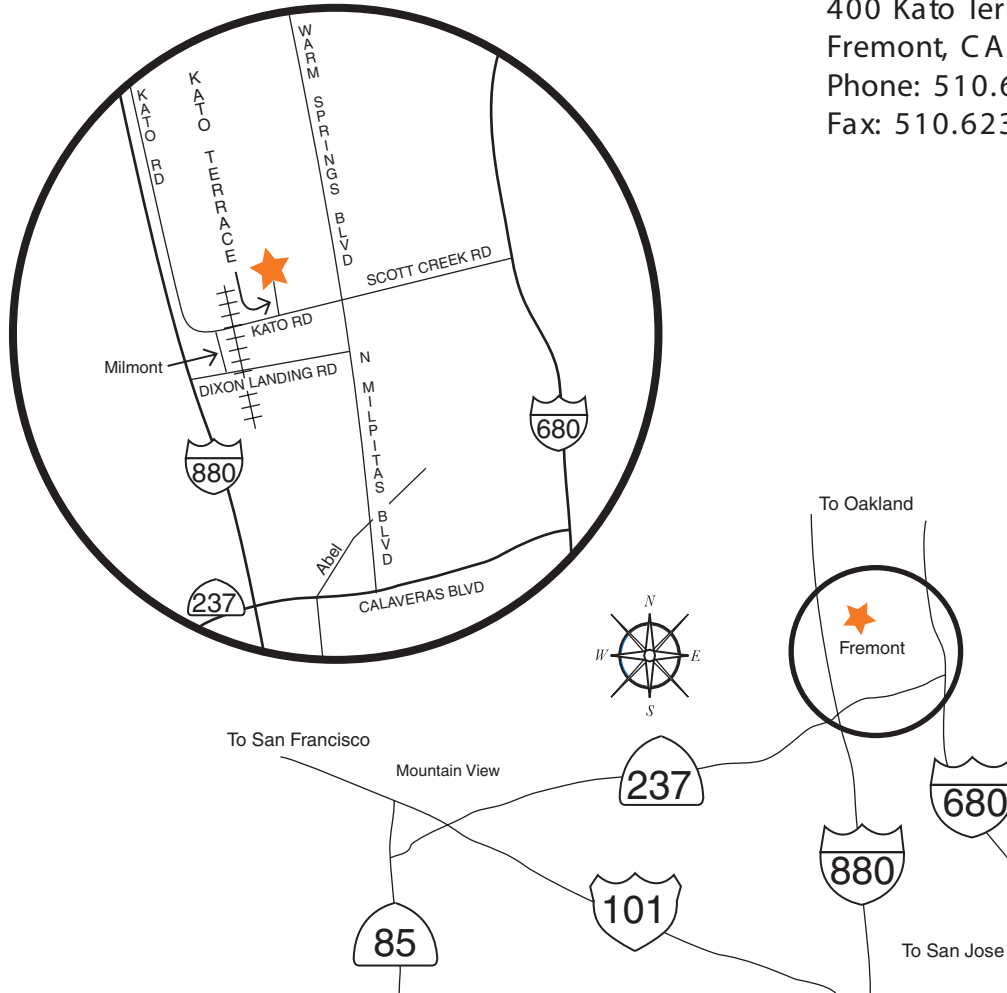 400 Kato Ter
Fremont, CA
Phone: 510.6
Fax: 510.623
KATO RD
KATO TERRACE
WARM SPRINGS BLVD
SCOTT CREEK RD
KATO RD
Milmont
DIXON LANDING RD
N MILPITAS BLVD
880
680
Abel
237
CALAVERAS BLVD
To Oakland
N
W
E
S
Fremont
To San Francisco
Mountain View
237
680
880
101
85
To San Jose